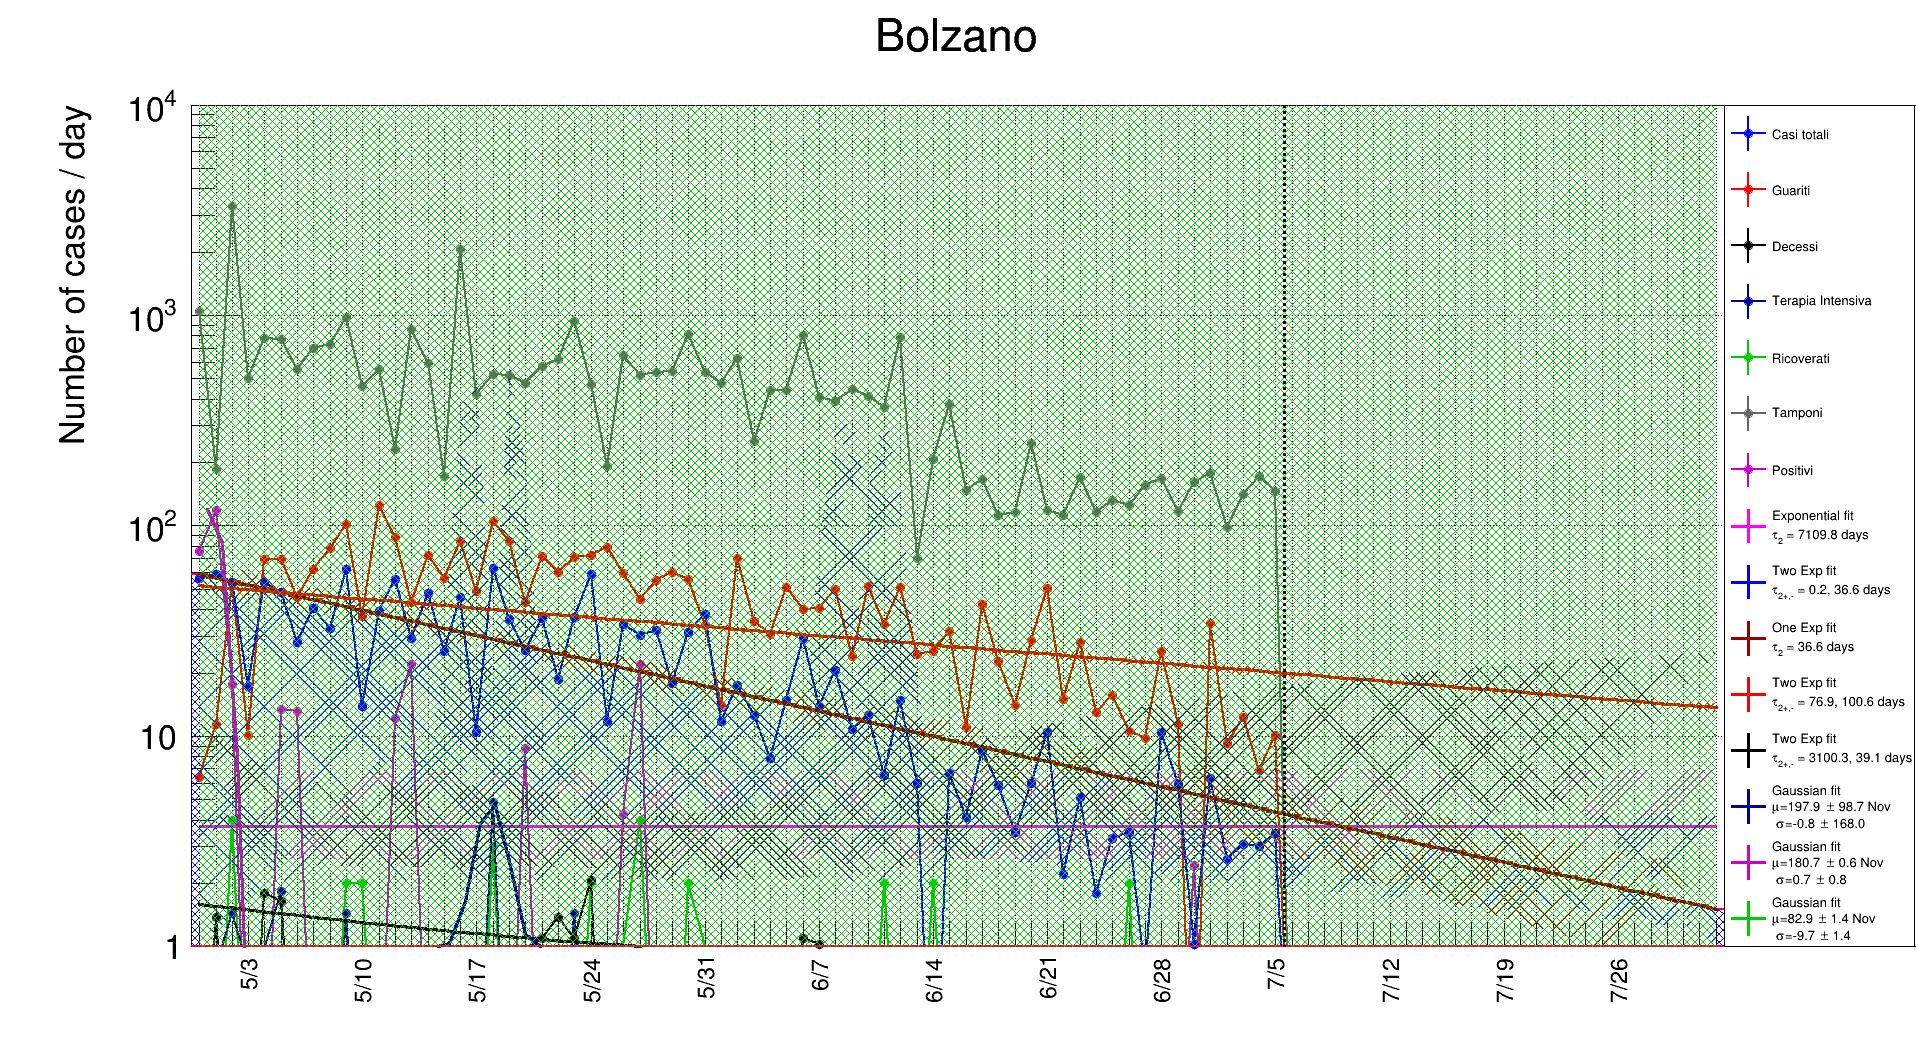 Bolzano
Number of cases / day
10^4
10^3
10^2
10
1
5/3
5/10
5/17
5/24
5/31
6/7
6/14
6/21
6/28
7/5
7/12
7/19
7/26
Casi totali
Guariti
Decessi
Terapia Intensiva
Ricoverati
Tamponi
Positivi
Exponential fit
τ_2 = 7109.8 days
Two Exp fit
τ_2+,- = 0.2, 36.6 days
One Exp fit
τ_2 = 36.6 days
Two Exp fit
τ_2+,- = 76.9, 100.6 days
Two Exp fit
τ_2+,- = 3100.3, 39.1 days
Gaussian fit
μ=197.9 ± 98.7 Nov
σ=-0.8 ± 168.0
Gaussian fit
μ=180.7 ± 0.6 Nov
σ=0.7 ± 0.8
Gaussian fit
μ=82.9 ± 1.4 Nov
σ=-9.7 ± 1.4